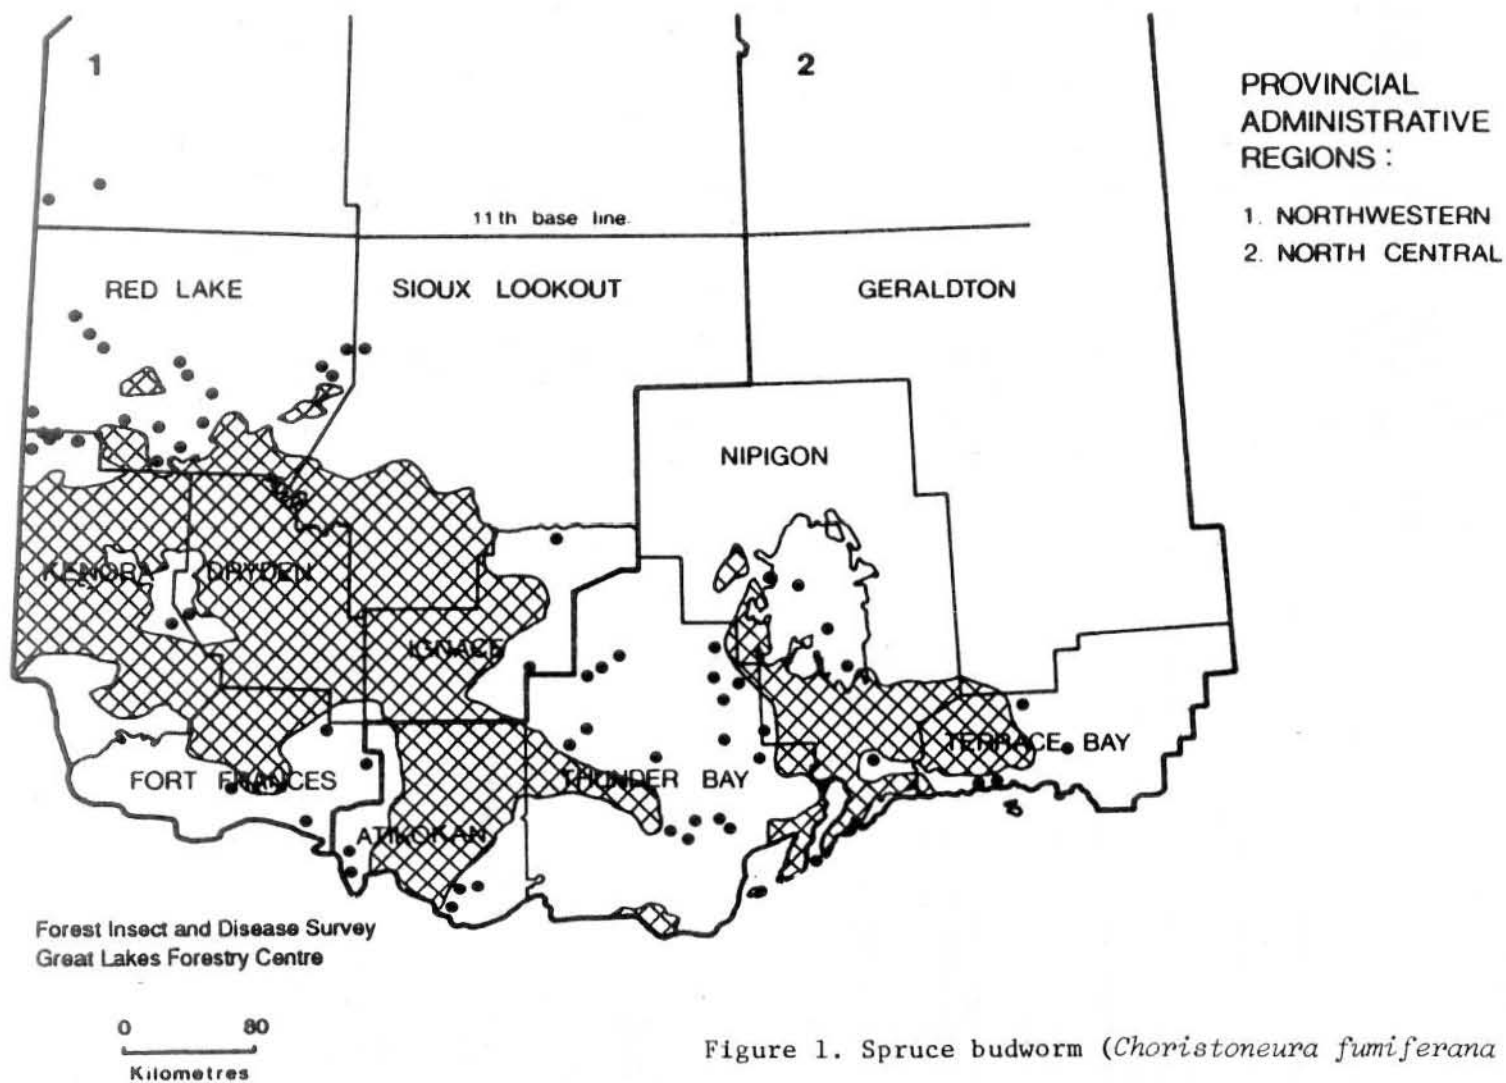 1
2
PROVINCIAL
ADMINISTRATIVE
REGIONS :
1. NORTHWESTERN
2. NORTH CENTRAL
11th base line.
RED LAKE
SIOUX LOOKOUT
GERALDTON
NIPIGON
KENORA
DRYDEN
IGNACE
TERRACE BAY
FORT FRANCES
THUNDER BAY
ATIKOKAN
Forest Insect and Disease Survey
Great Lakes Forestry Centre
0 80
Kilometres
Figure 1. Spruce budworm (Choristoneura fumiferana